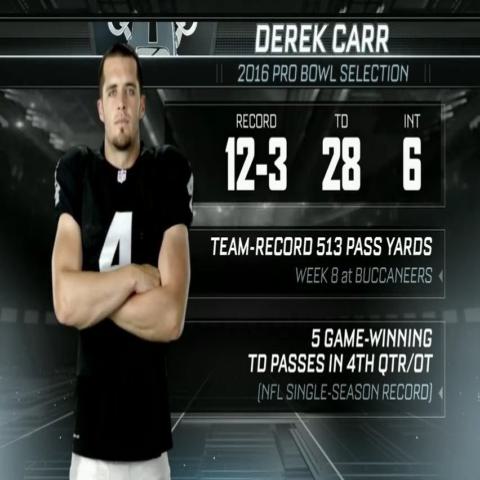 DEREK CARR
2016 PRO BOWL SELECTION
RECORD TD INT
12-3 28 6
4
TEAM-RECORD 513 PASS YARDS
WEEK 8 at BUCCANEERS
5 GAME-WINNING
TD PASSES IN 4TH QTR/OT
(NFL SINGLE-SEASON RECORD)